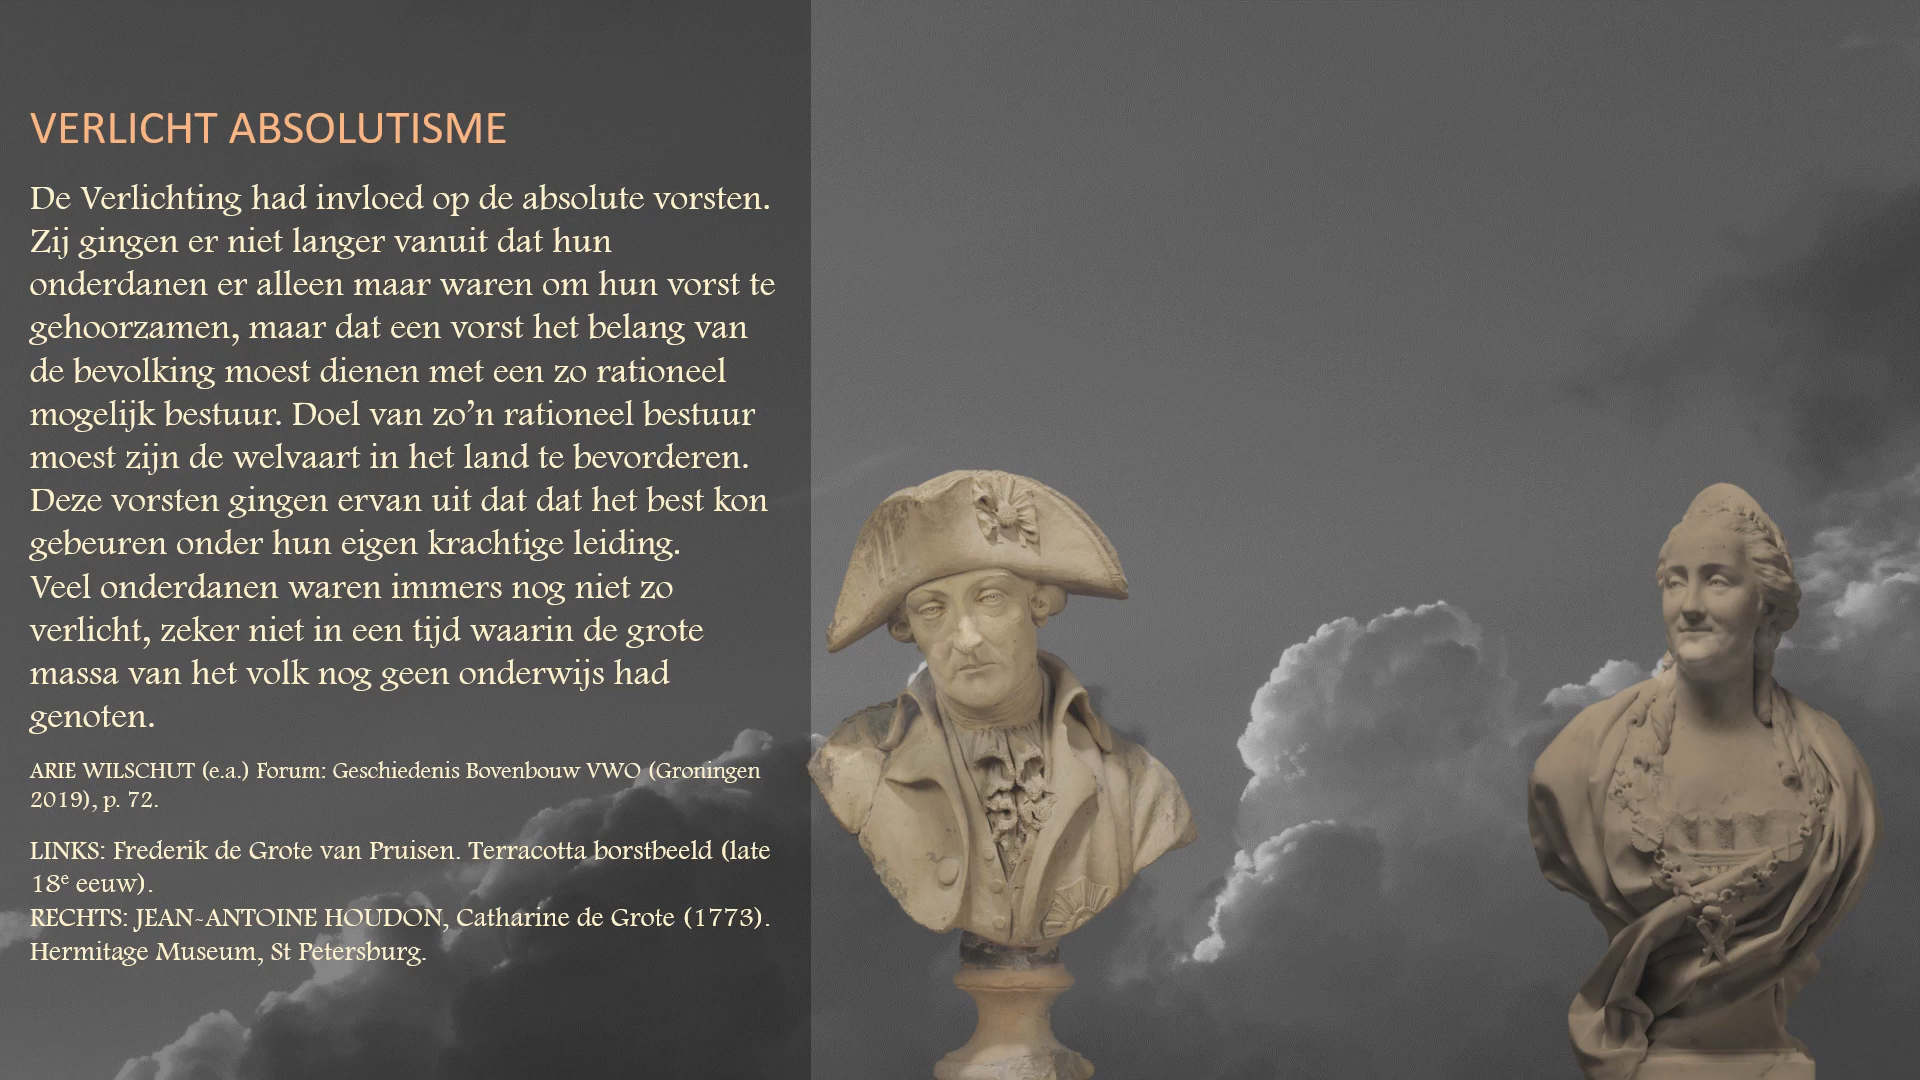 VERLICHT ABSOLUTISME
De Verlichting had invloed op de absolute vorsten.
Zij gingen er niet langer vanuit dat hun
onderdanen er alleen maar waren om hun vorst te
gehoorzamen, maar dat een vorst het belang van
de bevolking moest dienen met een zo rationeel
mogelijk bestuur. Doel van zo’n rationeel bestuur
moest zijn de welvaart in het land te bevorderen.
Deze vorsten gingen ervan uit dat dat het best kon
gebeuren onder hun eigen krachtige leiding.
Veel onderdanen waren immers nog niet zo
verlicht, zeker niet in een tijd waarin de grote
massa van het volk nog geen onderwijs had
genoten.
ARIE WILSCHUT (e.a.) Forum: Geschiedenis Bovenbouw VWO (Groningen
2019), p. 72.
LINKS: Frederik de Grote van Pruisen. Terracotta borstbeeld (late
18ᵉ eeuw).
RECHTS: JEAN-ANTOINE HOUDON, Catharine de Grote (1773).
Hermitage Museum, St Petersburg.